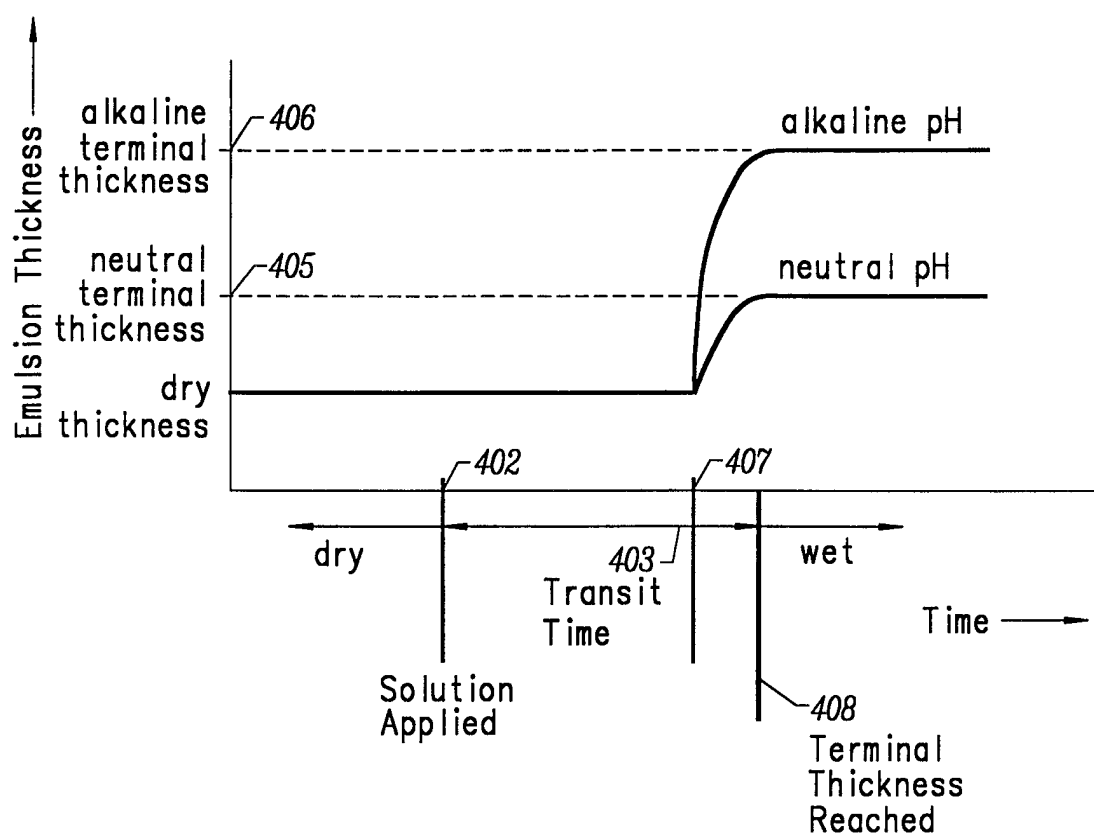 Emulsion Thickness
alkaline
terminal
thickness
406
alkaline pH
neutral
terminal
thickness
405
neutral pH
dry
thickness
402
407
dry
403
wet
Transit
Time
Time
Solution
Applied
408
Terminal
Thickness
Reached